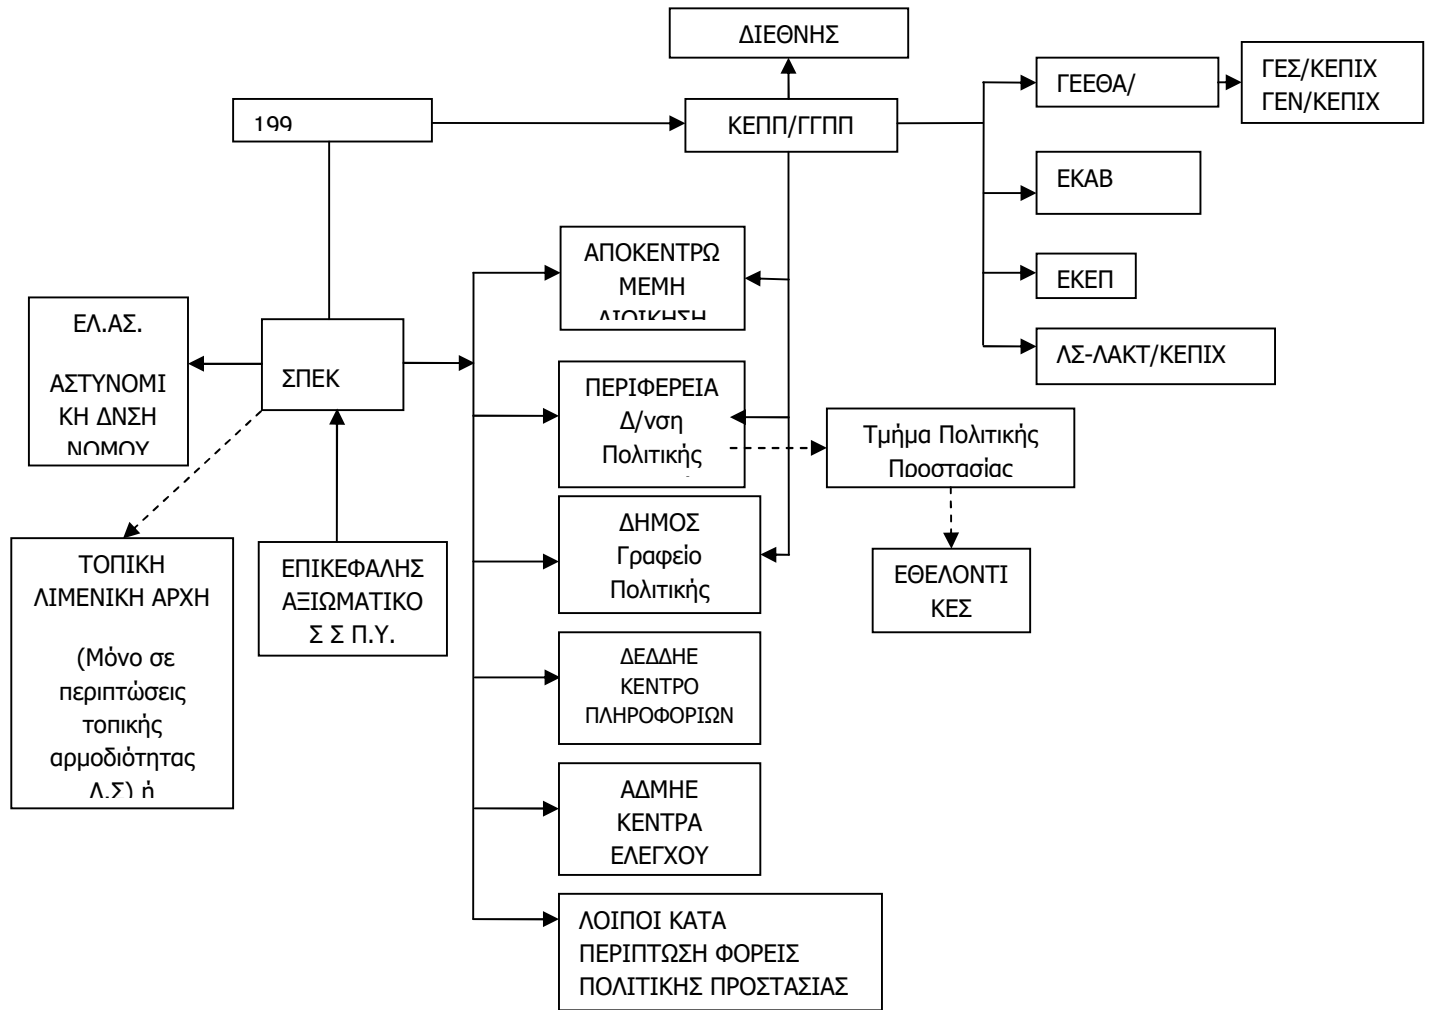 ΔΙΕΘΝΗΣ
199
ΚΕΠΠ/ΓΓΠΠ
ΓΕΕΘΑ/
ΓΕΣ/ΚΕΠΙΧ
ΓΕΝ/ΚΕΠΙΧ
ΕΚΑΒ
ΕΚΕΠ
ΛΣ-ΛΑΚΤ/ΚΕΠΙΧ
ΑΠΟΚΕΝΤΡΩ
ΜΕΜΗ
ΔΙΟΙΚΗΣΗ
ΕΛ.ΑΣ.
ΑΣΤΥΝΟΜΙ
ΚΗ ΔΝΣΗ
ΝΟΜΟΥ
ΣΠΕΚ
ΠΕΡΙΦΕΡΕΙΑ
Δ/νση
Πολιτικής
Τμήμα Πολιτικής
Προστασίας
ΔΗΜΟΣ
Γραφείο
Πολιτικής
ΕΘΕΛΟΝΤΙ
ΚΕΣ
ΤΟΠΙΚΗ
ΛΙΜΕΝΙΚΗ ΑΡΧΗ
(Μόνο σε
περιπτώσεις
τοπικής
αρμοδιότητας
Λ.Σ) ή
ΕΠΙΚΕΦΑΛΗΣ
ΑΞΙΩΜΑΤΙΚΟ
Σ Σ Π.Υ.
ΔΕΔΔΗΕ
ΚΕΝΤΡΟ
ΠΛΗΡΟΦΟΡΙΩΝ
ΑΔΜΗΕ
ΚΕΝΤΡΑ
ΕΛΕΓΧΟΥ
ΛΟΙΠΟΙ ΚΑΤΑ
ΠΕΡΙΠΤΩΣΗ ΦΟΡΕΙΣ
ΠΟΛΙΤΙΚΗΣ ΠΡΟΣΤΑΣΙΑΣ